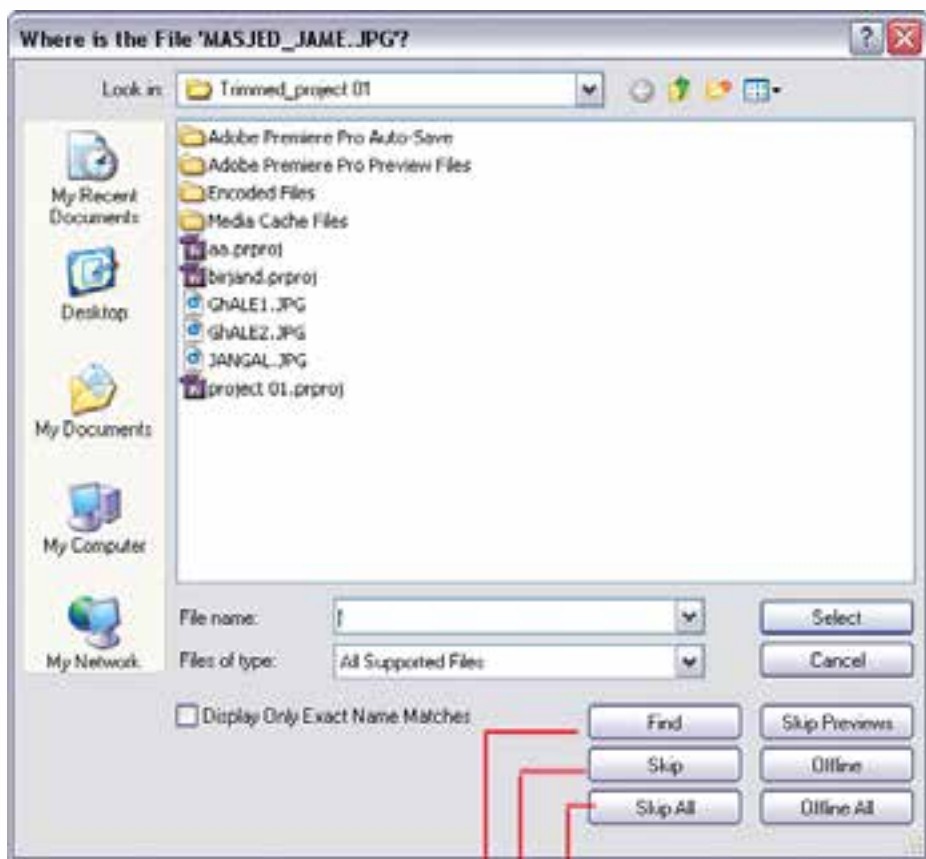 Where is the File 'MASJED_JAME.JPG'?
Look in:
Trimmed_project 01
My Recent
Documents
Desktop
My Documents
My Computer
My Network
Adobe Premiere Pro Auto-Save
Adobe Premiere Pro Preview Files
Encoded Files
Media Cache Files
aa.prproj
birjand.prproj
GhALE1.JPG
GhALE2.JPG
JANGAL.JPG
project 01.prproj
File name:
Select
Files of type:
All Supported Files
Cancel
Display Only Exact Name Matches
Find
Skip Previews
Skip
Offline
Skip All
Offline All